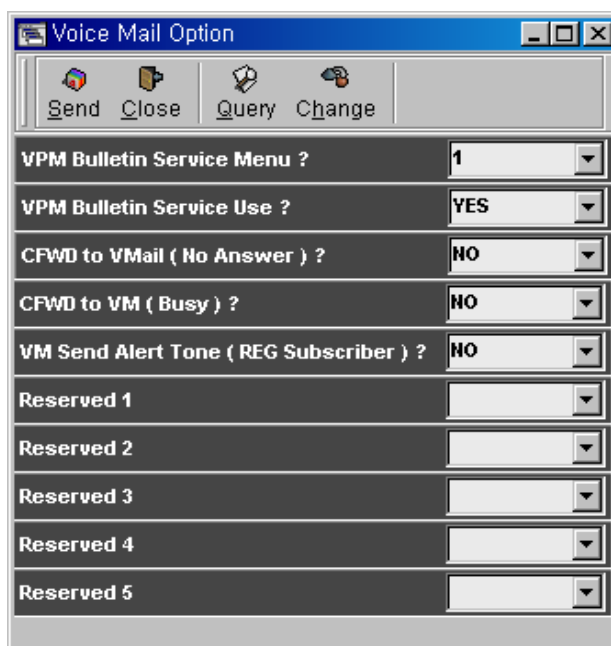 Voice Mail Option
Send Close Query Change
VPM Bulletin Service Menu ? 1
VPM Bulletin Service Use ? YES
CFWD to VMail ( No Answer ) ? NO
CFWD to VM ( Busy ) ? NO
VM Send Alert Tone ( REG Subscriber ) ? NO
Reserved 1
Reserved 2
Reserved 3
Reserved 4
Reserved 5